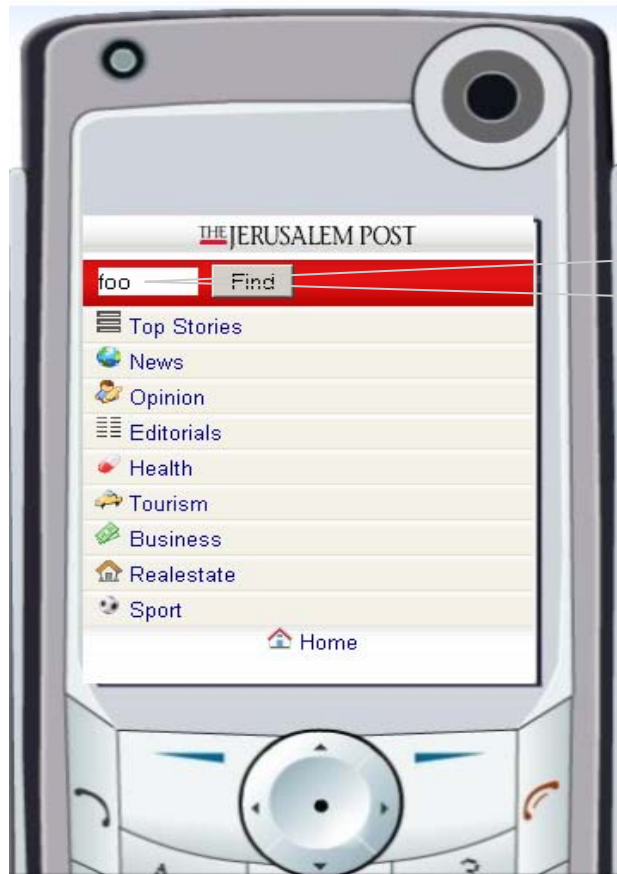 THE JERUSALEM POST
foo Find
Top Stories
News
Opinion
Editorials
Health
Tourism
Business
Realestate
Sport
Home